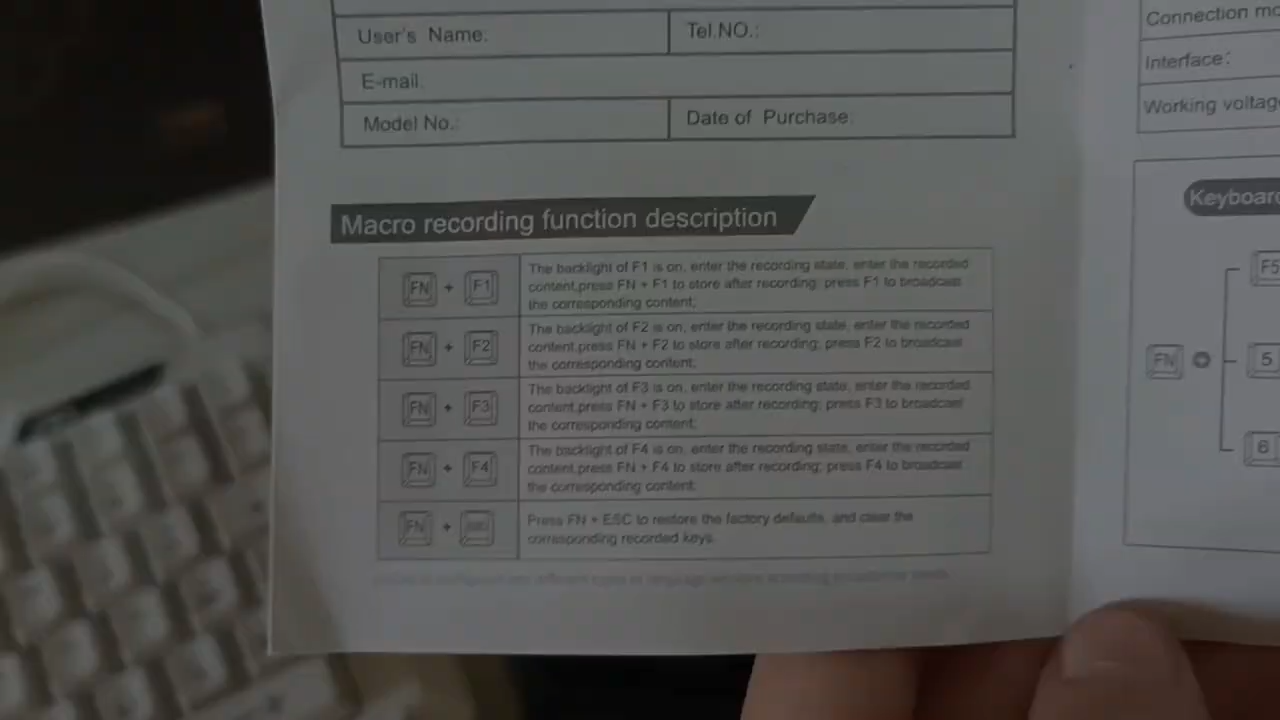 User's Name:
Tel.NO.:
E-mail:
Model No.:
Date of Purchase:
Macro recording function description
FN + F1
The backlight of F1 is on, enter the recording state, enter the recorded
content,press FN + F1 to store after recording; press F1 to broadcast
the corresponding content;
FN + F2
The backlight of F2 is on, enter the recording state, enter the recorded
content,press FN + F2 to store after recording; press F2 to broadcast
the corresponding content;
FN + F3
The backlight of F3 is on, enter the recording state, enter the recorded
content,press FN + F3 to store after recording; press F3 to broadcast
the corresponding content;
FN + F4
The backlight of F4 is on, enter the recording state, enter the recorded
content,press FN + F4 to store after recording; press F4 to broadcast
the corresponding content;
FN + ESC
Press FN + ESC to restore the factory defaults, and clear the
corresponding recorded keys.
Connection mo
Interface:
Working voltag
Keyboard
FN +
F5
5
6